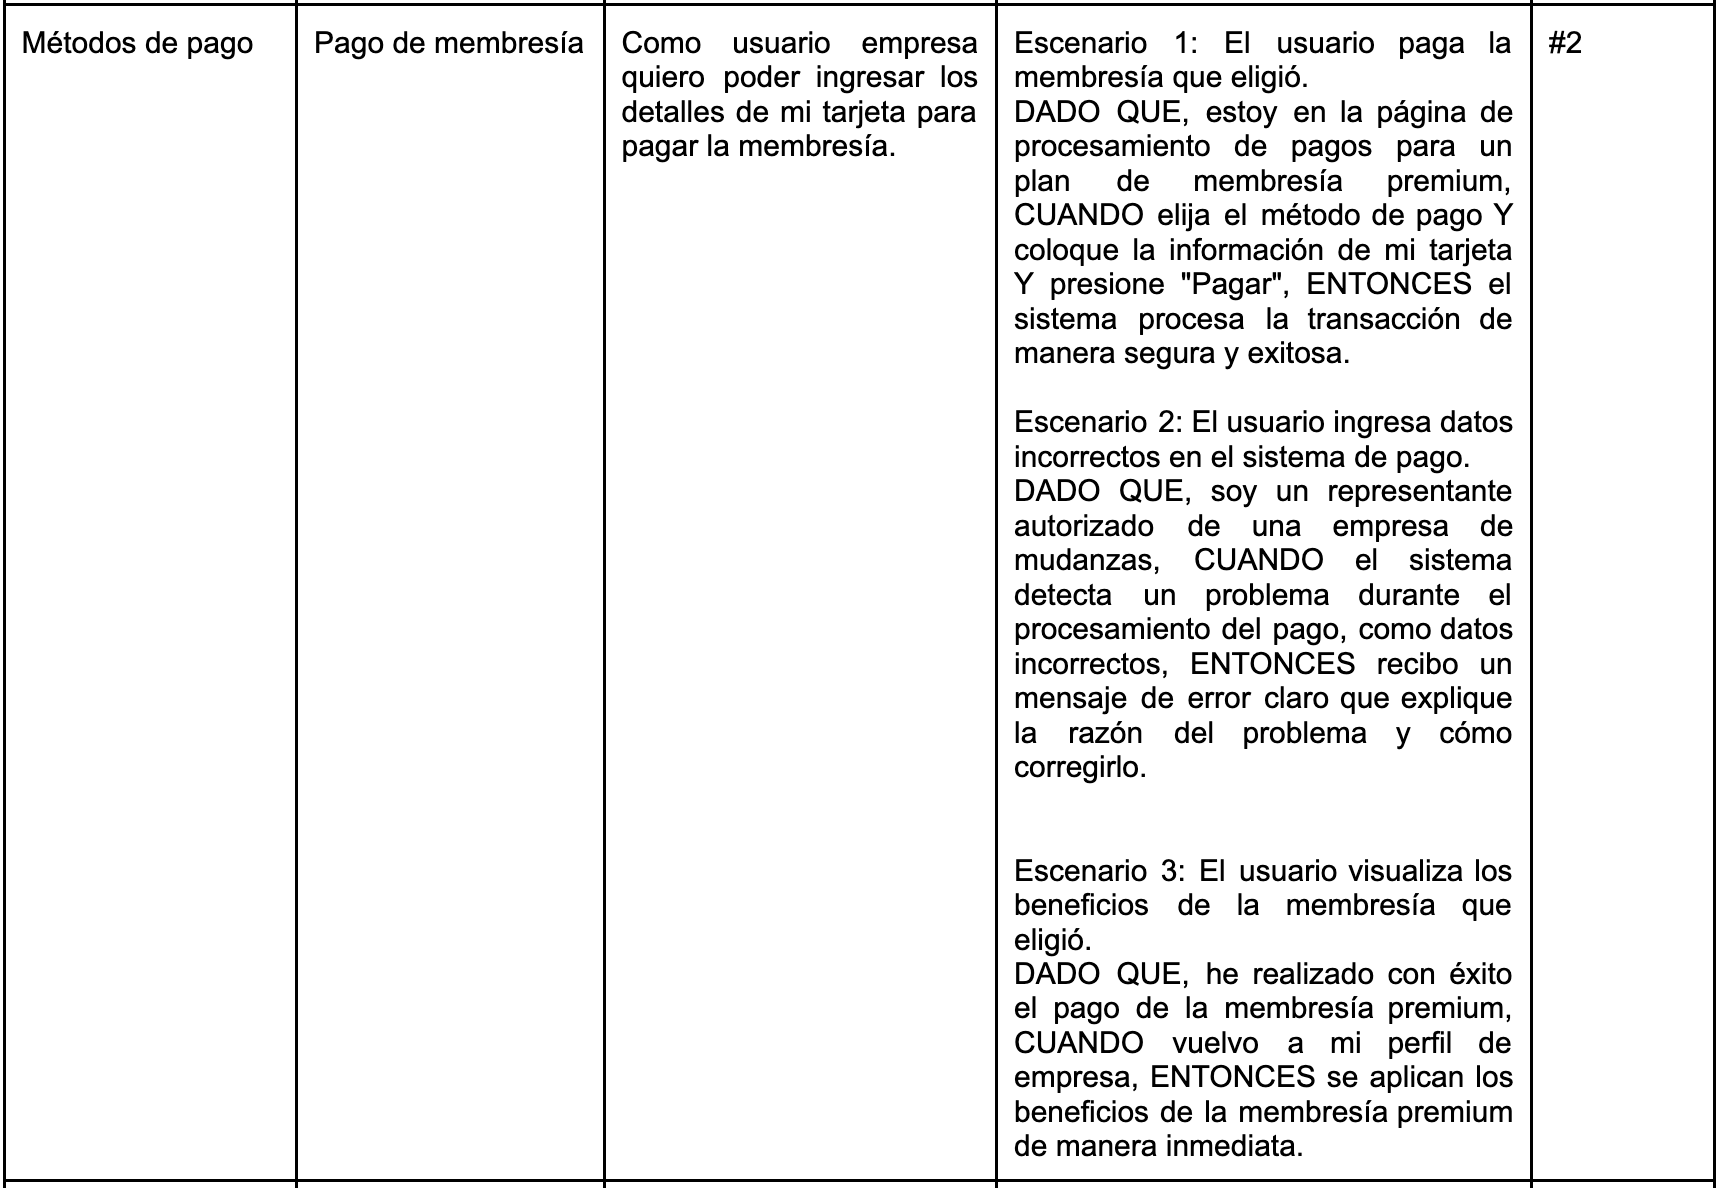 Métodos de pago
Pago de membresía
Como usuario empresa
quiero poder ingresar los
detalles de mi tarjeta para
pagar la membresía.
Escenario 1: El usuario paga la
membresía que eligió.
DADO QUE, estoy en la página de
procesamiento de pagos para un
plan de membresía premium,
CUANDO elija el método de pago Y
coloque la información de mi tarjeta
Y presione "Pagar", ENTONCES el
sistema procesa la transacción de
manera segura y exitosa.
Escenario 2: El usuario ingresa datos
incorrectos en el sistema de pago.
DADO QUE, soy un representante
autorizado de una empresa de
mudanzas, CUANDO el sistema
detecta un problema durante el
procesamiento del pago, como datos
incorrectos, ENTONCES recibo un
mensaje de error claro que explique
la razón del problema y cómo
corregirlo.
Escenario 3: El usuario visualiza los
beneficios de la membresía que
eligió.
DADO QUE, he realizado con éxito
el pago de la membresía premium,
CUANDO vuelvo a mi perfil de
empresa, ENTONCES se aplican los
beneficios de la membresía premium
de manera inmediata.
#2